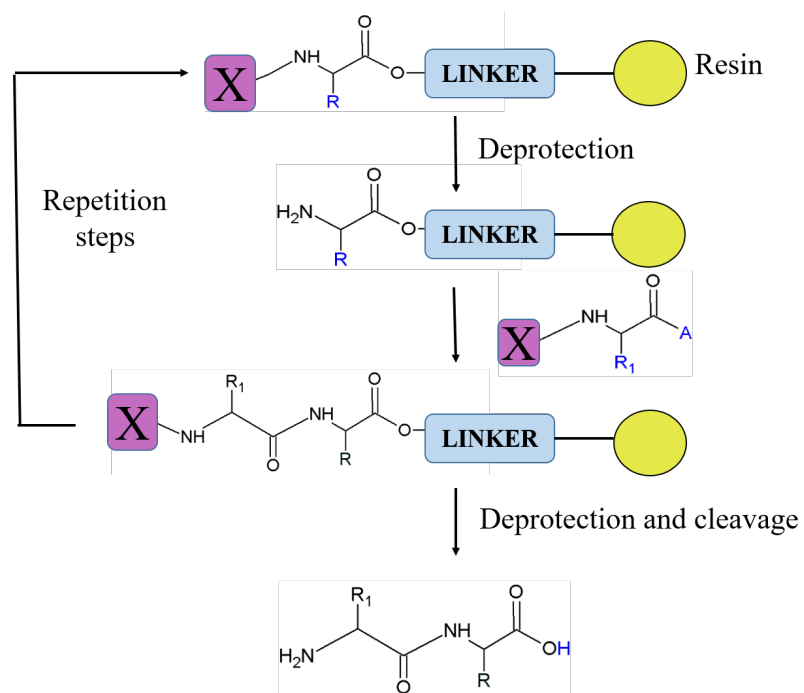 O
NH
X
O
LINKER
Resin
R
Deprotection
O
H₂N
O
LINKER
R
Repetition
steps
O
NH
X
A
R₁
R₁
O
NH
X
O
LINKER
NH
O
R
Deprotection and cleavage
R₁
O
NH
OH
H₂N
O
R